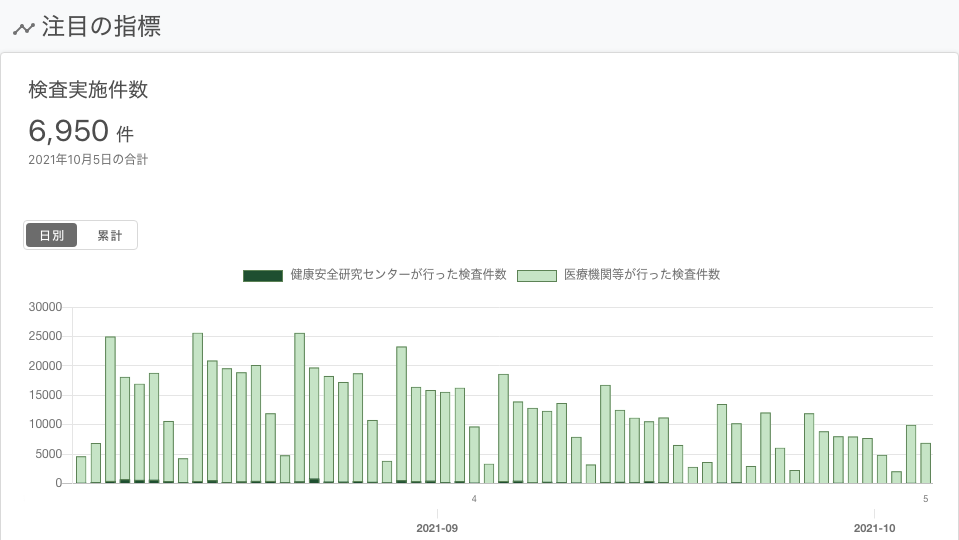 注目の指標
検査実施件数
6,950 件
2021年10月5日の合計
日別 累計
健康安全研究センターが行った検査件数 医療機関等が行った検査件数
30000
25000
20000
15000
10000
5000
0
4 5
2021-09 2021-10